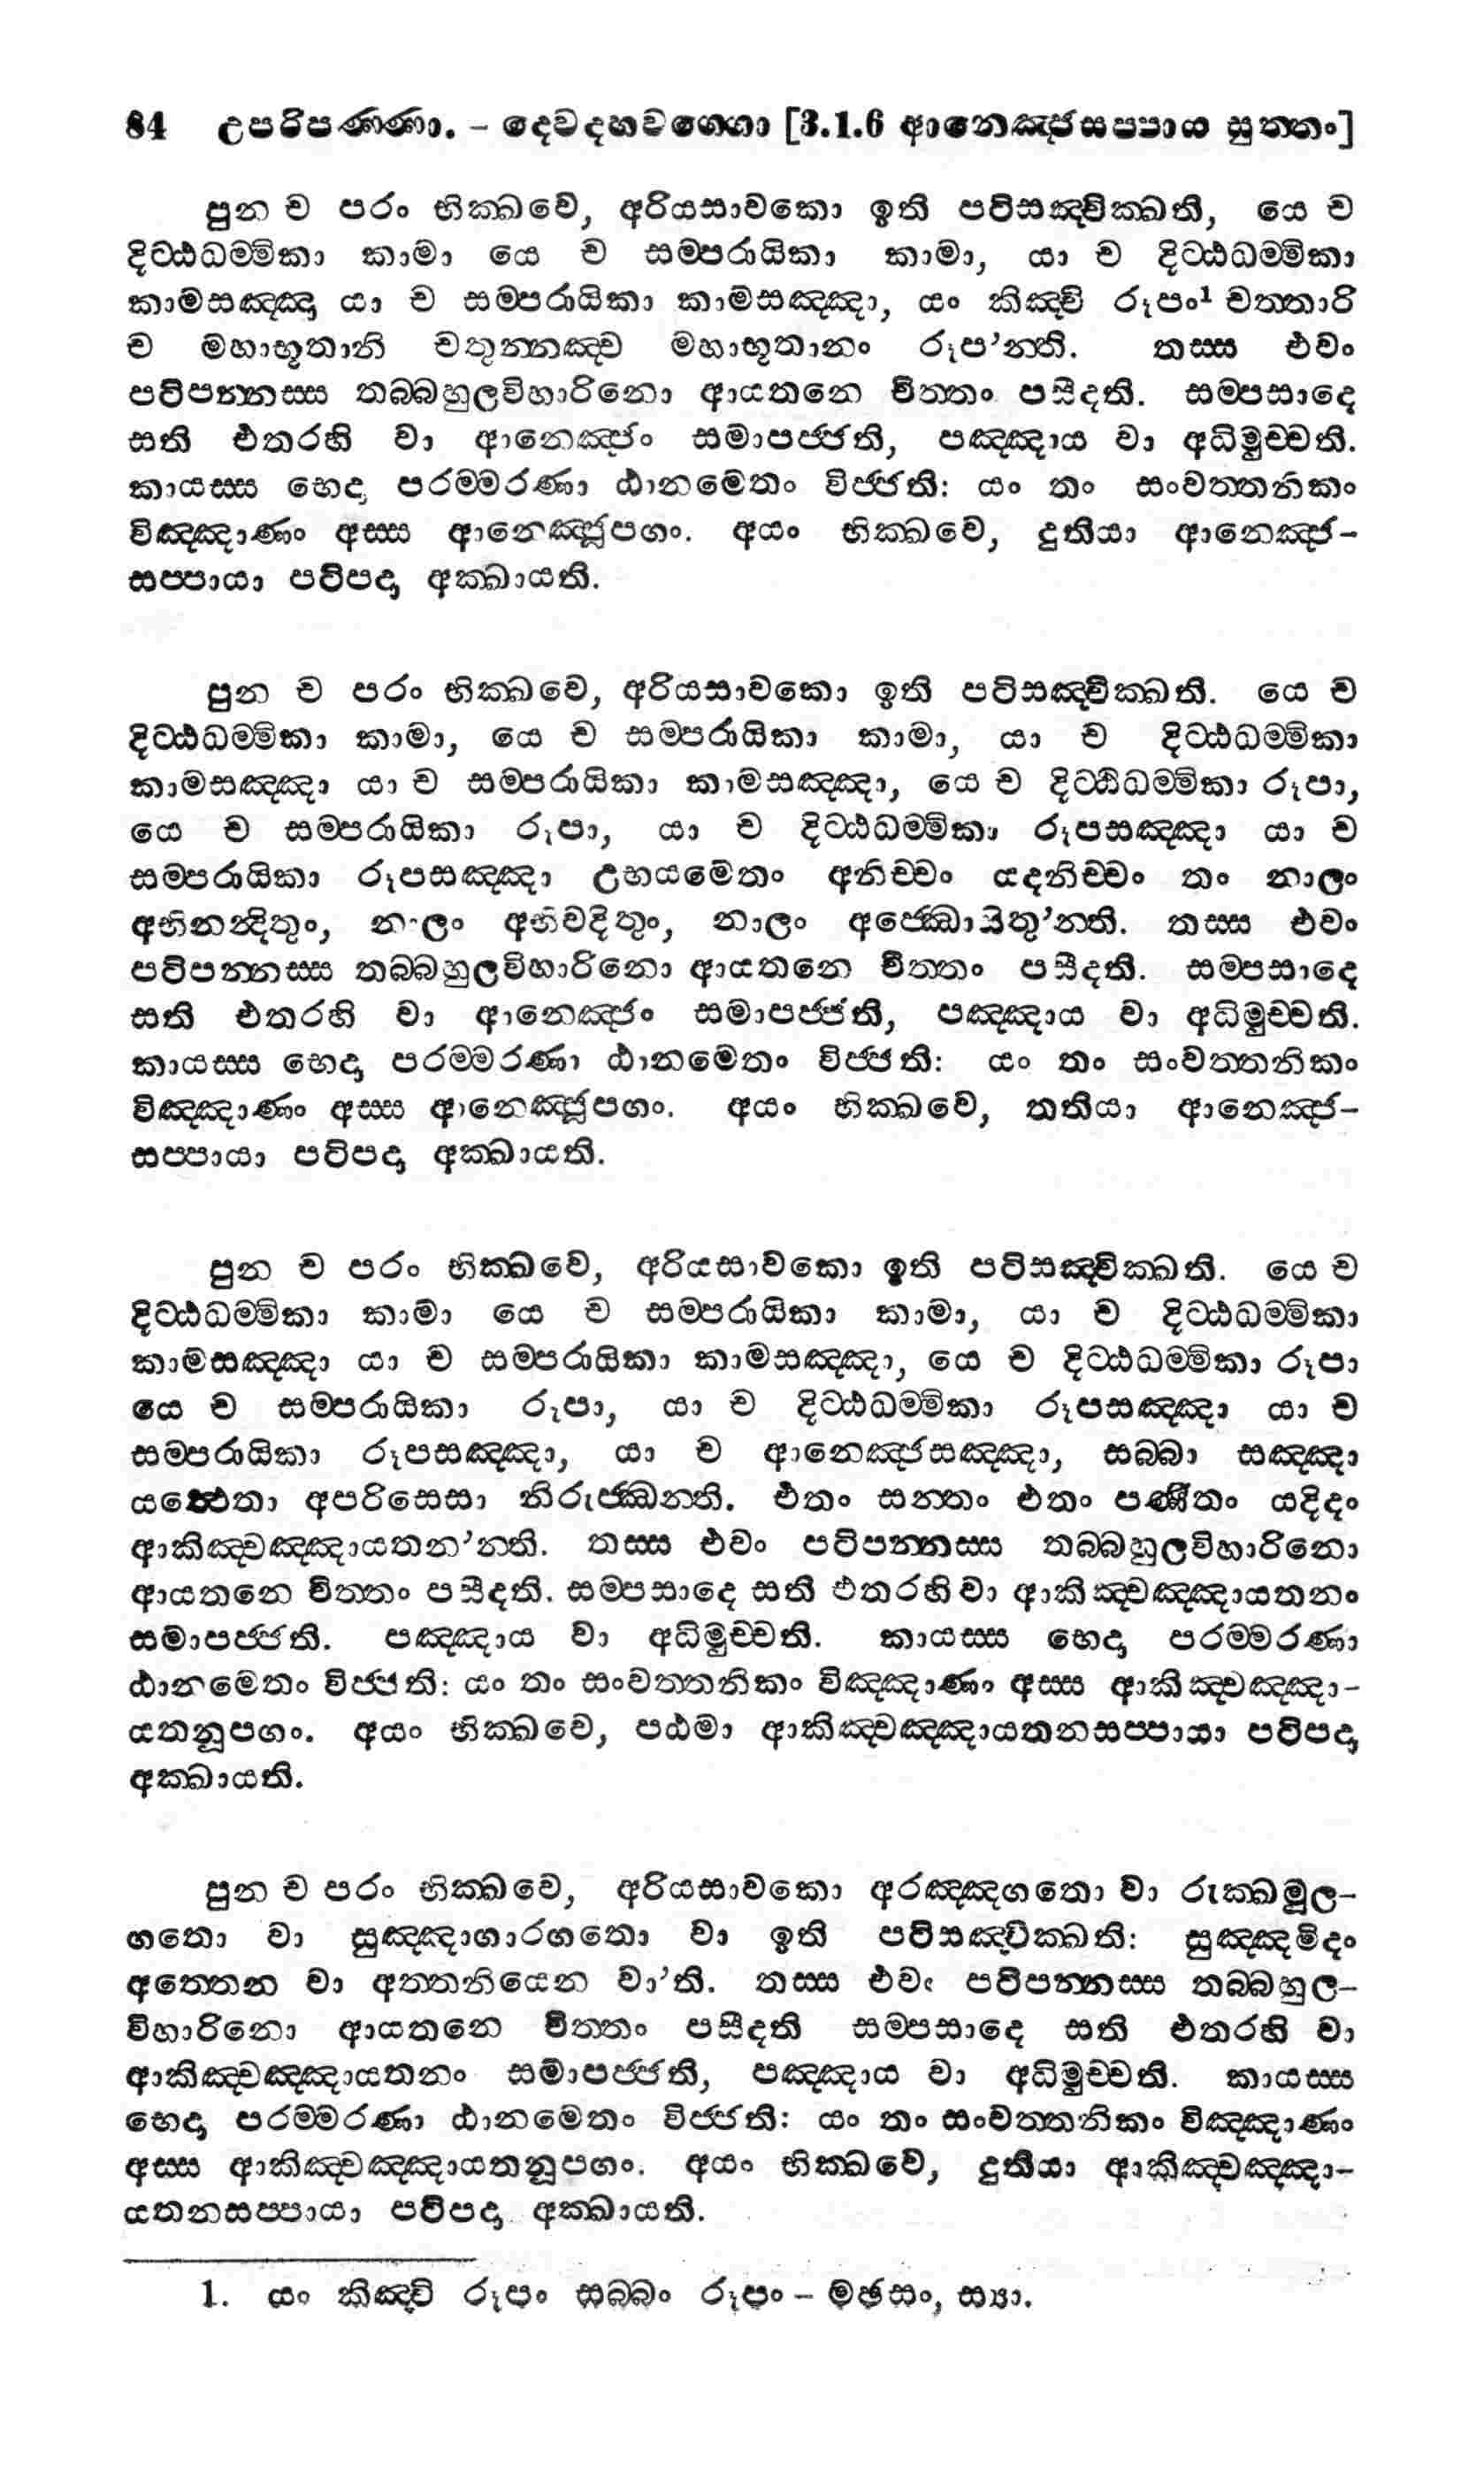 84 උපරිපණ්ණා. – දෙවදහවග්ගො [3.1.6 ආනෙඤ්ජසප්පාය සුත්තං]
පුන ච පරං භික්ඛවෙ, අරියසාවකො ඉති පටිසඤ්චික්ඛති, යෙ ච
දිට්ඨධම්මිකා කාමා යෙ ච සම්පරායිකා කාමා, යා ච දිට්ඨධම්මිකා
කාමසඤ්ඤා යා ච සම්පරායිකා කාමසඤ්ඤා, යං කිඤ්චි රූපං¹ චත්තාරි
ච මහාභූතානි චතුන්නඤ්ච මහාභූතානං රූප’න්ති. තස්ස එවං
පටිපන්නස්ස තබ්බහුලවිහාරිනො ආයතනෙ චිත්තං පසීදති. සම්පසාදෙ
සති එතරහි වා ආනෙඤ්ජං සමාපජ්ජති, පඤ්ඤාය වා අධිමුච්චති.
කායස්ස භෙදා පරම්මරණා ඨානමෙතං විජ්ජති: යං තං සංවත්තනිකං
විඤ්ඤාණං අස්ස ආනෙඤ්ජූපගං. අයං භික්ඛවෙ, දුතියා ආනෙඤ්ජ-
සප්පායා පටිපදා අක්ඛායති.
පුන ච පරං භික්ඛවෙ, අරියසාවකො ඉති පටිසඤ්චික්ඛති. යෙ ච
දිට්ඨධම්මිකා කාමා, යෙ ච සම්පරායිකා කාමා, යා ච දිට්ඨධම්මිකා
කාමසඤ්ඤා යා ච සම්පරායිකා කාමසඤ්ඤා, යෙ ච දිට්ඨධම්මිකා රූපා,
යෙ ච සම්පරායිකා රූපා, යා ච දිට්ඨධම්මිකා රූපසඤ්ඤා යා ච
සම්පරායිකා රූපසඤ්ඤා උභයමෙතං අනිච්චං යදනිච්චං තං නාලං
අභිනන්දිතුං, නාලං අභිවදිතුං, නාලං අජ්ඣොසිතු’න්ති. තස්ස එවං
පටිපන්නස්ස තබ්බහුලවිහාරිනො ආයතනෙ චිත්තං පසීදති. සම්පසාදෙ
සති එතරහි වා ආනෙඤ්ජං සමාපජ්ජති, පඤ්ඤාය වා අධිමුච්චති.
කායස්ස භෙදා පරම්මරණා ඨානමෙතං විජ්ජති: යං තං සංවත්තනිකං
විඤ්ඤාණං අස්ස ආනෙඤ්ජූපගං. අයං භික්ඛවෙ, තතියා ආනෙඤ්ජ-
සප්පායා පටිපදා අක්ඛායති.
පුන ච පරං භික්ඛවෙ, අරියසාවකො ඉති පටිසඤ්චික්ඛති. යෙ ච
දිට්ඨධම්මිකා කාමා යෙ ච සම්පරායිකා කාමා, යා ච දිට්ඨධම්මිකා
කාමසඤ්ඤා යා ච සම්පරායිකා කාමසඤ්ඤා, යෙ ච දිට්ඨධම්මිකා රූපා
යෙ ච සම්පරායිකා රූපා, යා ච දිට්ඨධම්මිකා රූපසඤ්ඤා යා ච
සම්පරායිකා රූපසඤ්ඤා, යා ච ආනෙඤ්ජසඤ්ඤා, සබ්බා සඤ්ඤා
යත්ථෙතා අපරිසෙසා නිරුජ්ඣන්ති. එතං සන්තං එතං පණීතං යදිදං
ආකිඤ්චඤ්ඤායතන’න්ති. තස්ස එවං පටිපන්නස්ස තබ්බහුලවිහාරිනො
ආයතනෙ චිත්තං පසීදති. සම්පසාදෙ සති එතරහි වා ආකිඤ්චඤ්ඤායතනං
සමාපජ්ජති. පඤ්ඤාය වා අධිමුච්චති. කායස්ස භෙදා පරම්මරණා
ඨානමෙතං විජ්ජති: යං තං සංවත්තනිකං විඤ්ඤාණං අස්ස ආකිඤ්චඤ්ඤා-
යතනූපගං. අයං භික්ඛවෙ, පඨමා ආකිඤ්චඤ්ඤායතනසප්පායා පටිපදා
අක්ඛායති.
පුන ච පරං භික්ඛවෙ, අරියසාවකො අරඤ්ඤගතො වා රුක්ඛමූල-
ගතො වා සුඤ්ඤාගාරගතො වා ඉති පටිසඤ්චික්ඛති: සුඤ්ඤමිදං
අත්තෙන වා අත්තනියෙන වා’ති. තස්ස එවං පටිපන්නස්ස තබ්බහුල-
විහාරිනො ආයතනෙ චිත්තං පසීදති සම්පසාදෙ සති එතරහි වා
ආකිඤ්චඤ්ඤායතනං සමාපජ්ජති, පඤ්ඤාය වා අධිමුච්චති. කායස්ස
භෙදා පරම්මරණා ඨානමෙතං විජ්ජති: යං තං සංවත්තනිකං විඤ්ඤාණං
අස්ස ආකිඤ්චඤ්ඤායතනූපගං. අයං භික්ඛවෙ, දුතියා ආකිඤ්චඤ්ඤා-
යතනසප්පායා පටිපදා අක්ඛායති.
1. යං කිඤ්චි රූපං සබ්බං රූපං – මඡසං, ස්‍යා.